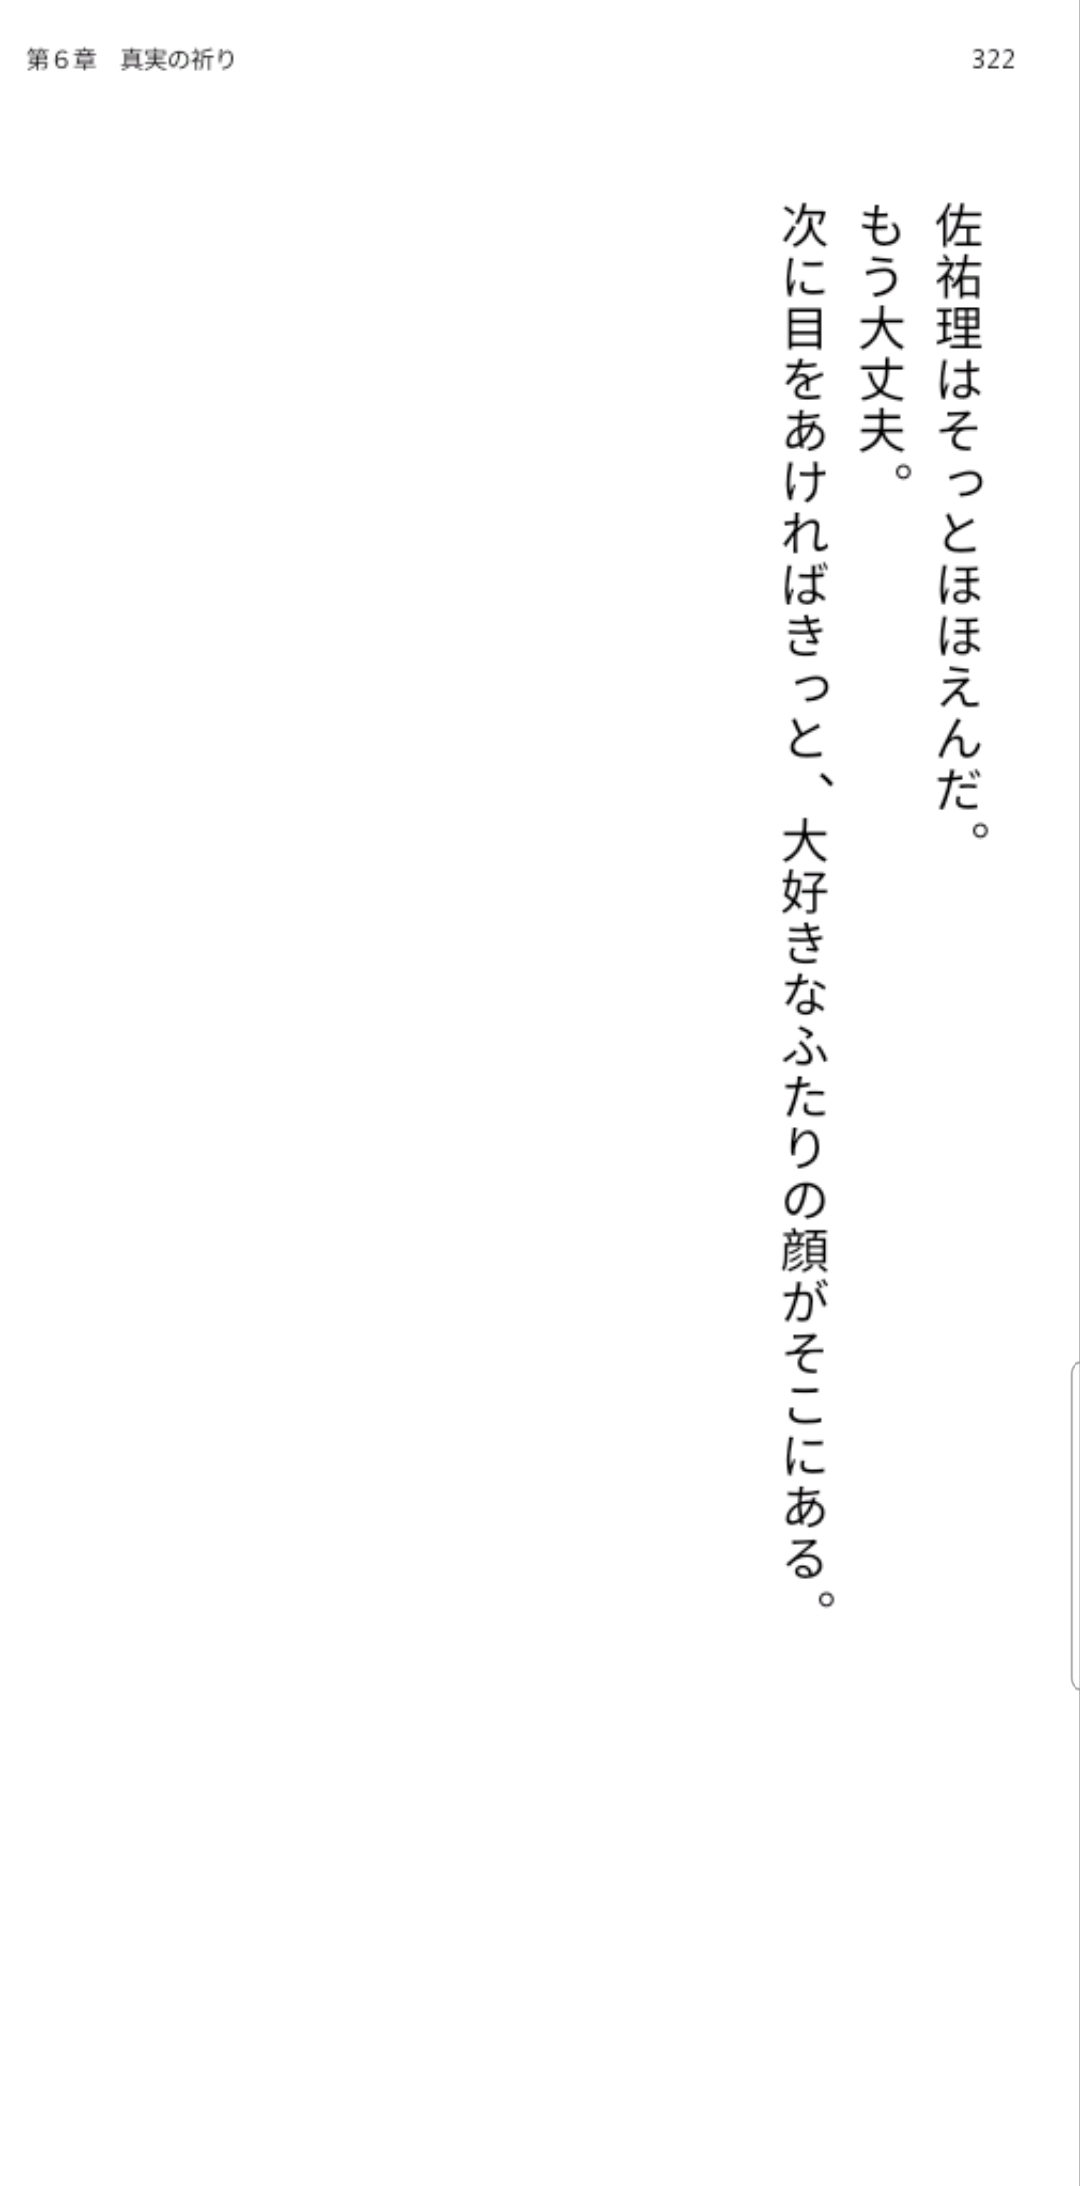 第６章　真実の祈り
322
佐祐理はそっとほほえんだ。
もう大丈夫。
次に目をあければきっと、大好きなふたりの顔がそこにある。